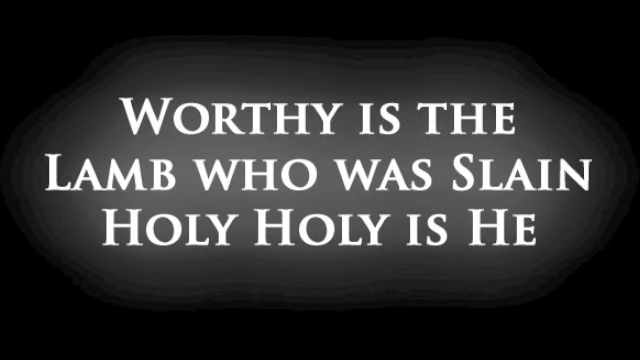 Worthy is the
Lamb who was Slain
Holy Holy is He